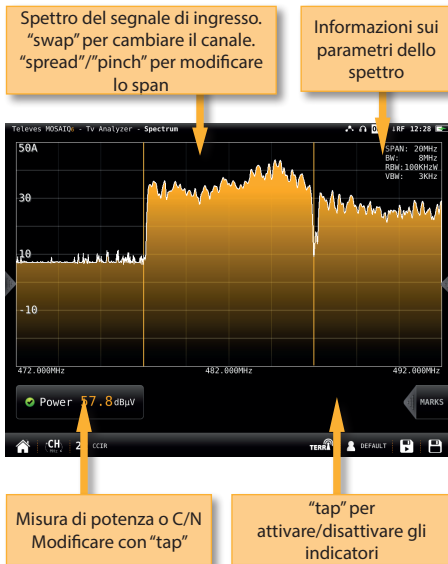 Spettro del segnale di ingresso.
“swap” per cambiare il canale.
“spread”/”pinch” per modificare
lo span
Informazioni sui
parametri dello
spettro
Televes MOSAIQ6 - Tv Analyzer - Spectrum
↓RF 12:28
50A
SPAN: 20MHz
BW: 8MHz
RBW:100KHzW
VBW: 3KHz
30
10
-10
472.000MHz 482.000MHz 492.000MHz
Power 57.8 dBµV
MARKS
CH
CCIR
TERR
DEFAULT
Misura di potenza o C/N
Modificare con “tap”
“tap” per
attivare/disattivare gli
indicatori